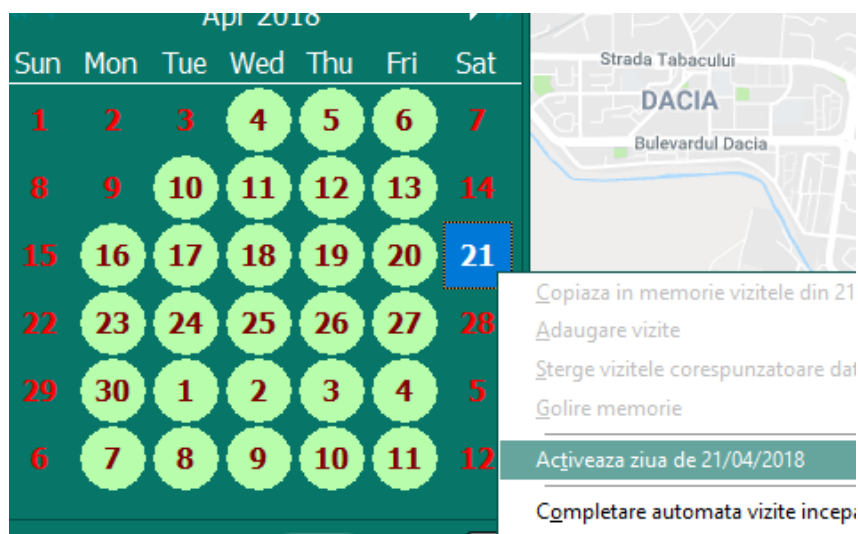 Apr 2018
Sun Mon Tue Wed Thu Fri Sat
1 2 3 4 5 6 7
8 9 10 11 12 13 14
15 16 17 18 19 20 21
22 23 24 25 26 27 28
29 30 1 2 3 4 5
6 7 8 9 10 11 12
Strada Tabacului
DACIA
Bulevardul Dacia
Copiaza in memorie vizitele din 21
Adaugare vizite
Sterge vizitele corespunzatoare dat
Golire memorie
Activeaza ziua de 21/04/2018
Completare automata vizite incepa